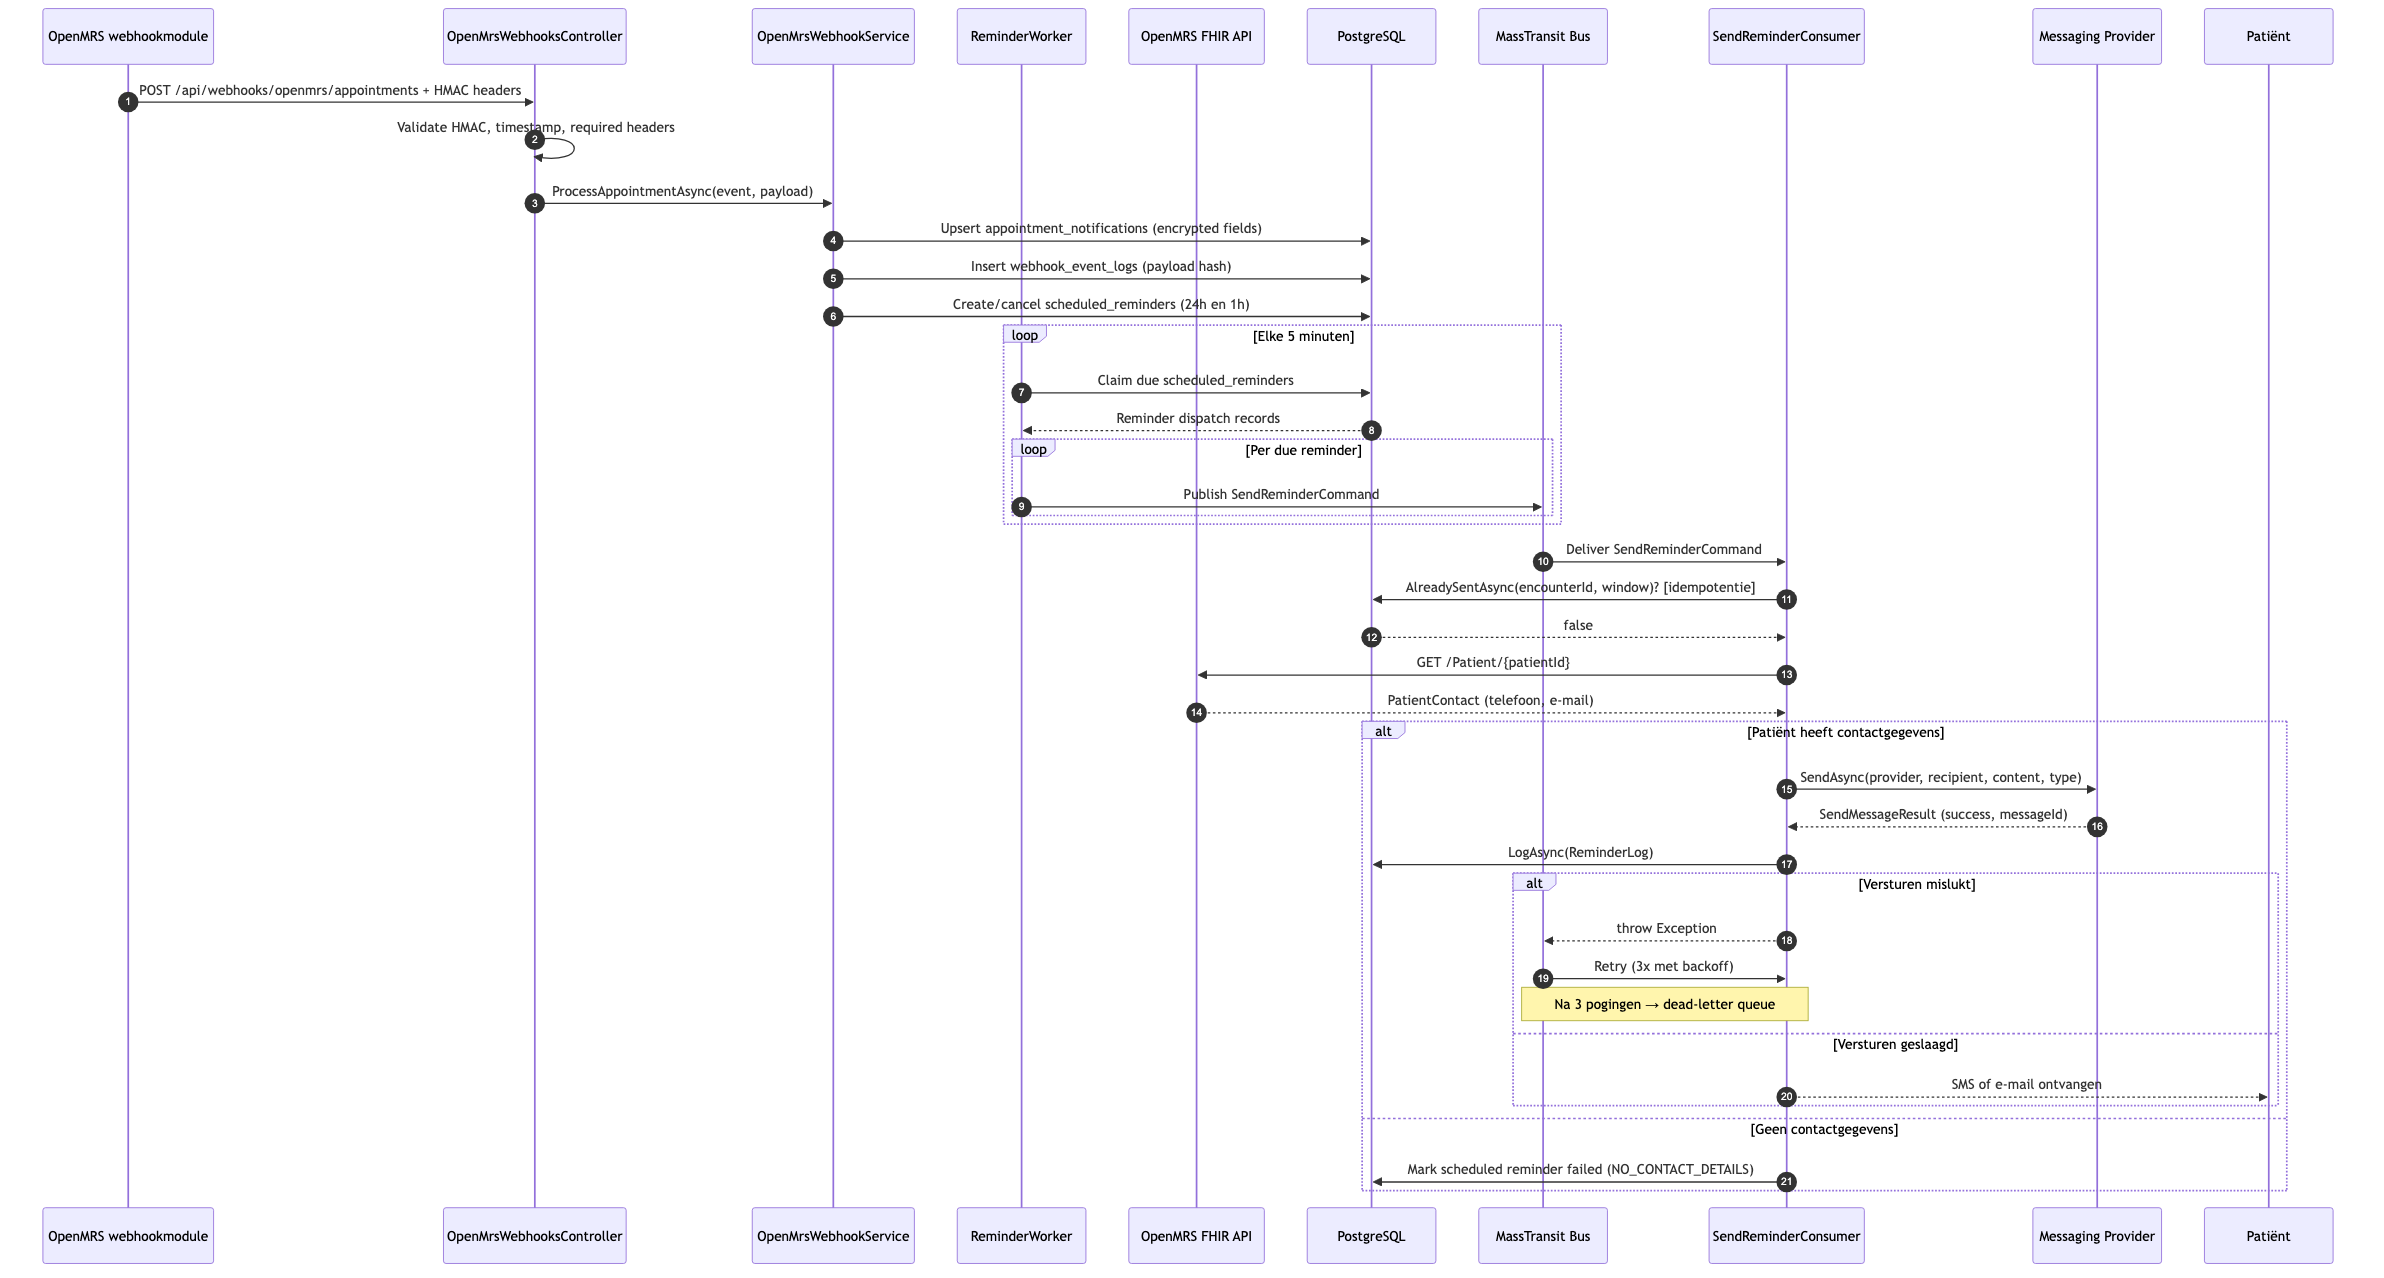 OpenMRS webhookmodule
OpenMrsWebhooksController
OpenMrsWebhookService
ReminderWorker
OpenMRS FHIR API
PostgreSQL
MassTransit Bus
SendReminderConsumer
Messaging Provider
Patiënt
POST /api/webhooks/openmrs/appointments + HMAC headers
1
Validate HMAC, timestamp, required headers
2
ProcessAppointmentAsync(event, payload)
3
Upsert appointment_notifications (encrypted fields)
4
Insert webhook_event_logs (payload hash)
5
Create/cancel scheduled_reminders (24h en 1h)
6
loop
[Elke 5 minuten]
Claim due scheduled_reminders
7
Reminder dispatch records
8
loop
[Per due reminder]
Publish SendReminderCommand
9
Deliver SendReminderCommand
10
AlreadySentAsync(encounterId, window)? [idempotentie]
11
false
12
GET /Patient/{patientId}
13
PatientContact (telefoon, e-mail)
14
alt
[Patiënt heeft contactgegevens]
SendAsync(provider, recipient, content, type)
15
SendMessageResult (success, messageId)
16
LogAsync(ReminderLog)
17
alt
[Versturen mislukt]
throw Exception
18
Retry (3x met backoff)
19
Na 3 pogingen → dead-letter queue
[Versturen geslaagd]
SMS of e-mail ontvangen
20
[Geen contactgegevens]
Mark scheduled reminder failed (NO_CONTACT_DETAILS)
21
OpenMRS webhookmodule
OpenMrsWebhooksController
OpenMrsWebhookService
ReminderWorker
OpenMRS FHIR API
PostgreSQL
MassTransit Bus
SendReminderConsumer
Messaging Provider
Patiënt